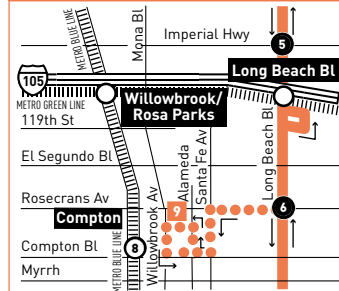 METRO BLUE LINE
Mona Bl
Imperial Hwy
5
105
Long Beach Bl
METRO GREEN LINE
Willowbrook/
Rosa Parks
119th St
Alameda
Santa Fe Av
Long Beach Bl
El Segundo Bl
Rosecrans Av
9
6
Compton
Willowbrook Av
8
Compton Bl
METRO BLUE LINE
Myrrh